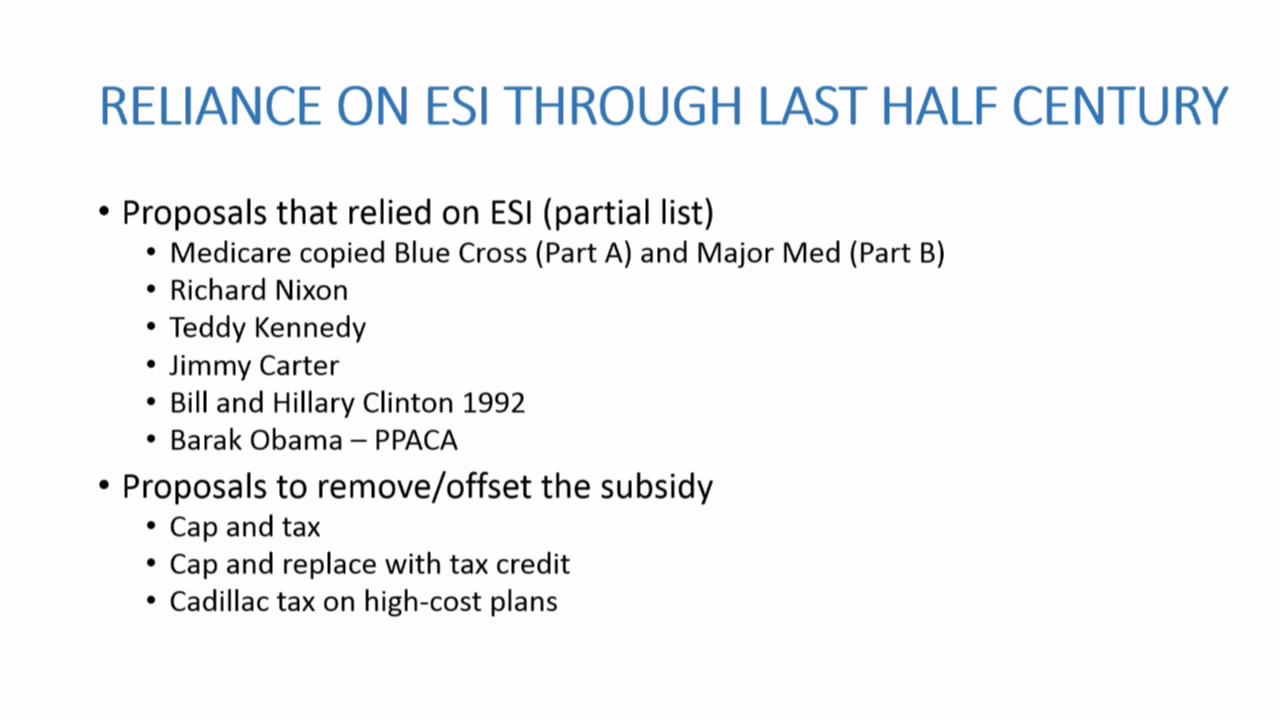 RELIANCE ON ESI THROUGH LAST HALF CENTURY
• Proposals that relied on ESI (partial list)
• Medicare copied Blue Cross (Part A) and Major Med (Part B)
• Richard Nixon
• Teddy Kennedy
• Jimmy Carter
• Bill and Hillary Clinton 1992
• Barak Obama – PPACA
• Proposals to remove/offset the subsidy
• Cap and tax
• Cap and replace with tax credit
• Cadillac tax on high-cost plans